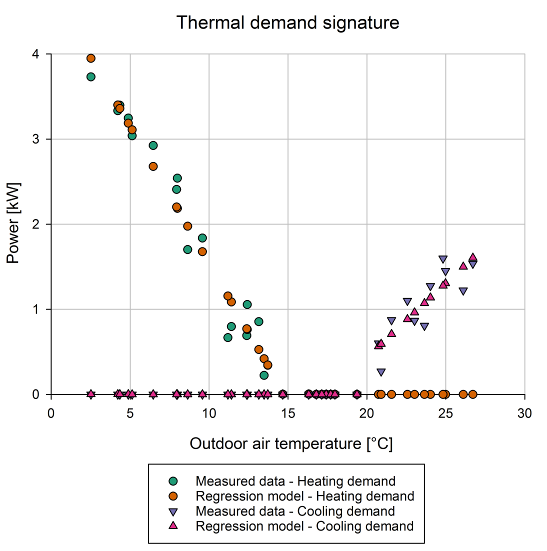 Thermal demand signature
4
3
2
1
0
Power [kW]
0 5 10 15 20 25 30
Outdoor air temperature [°C]
Measured data - Heating demand
Regression model - Heating demand
Measured data - Cooling demand
Regression model - Cooling demand